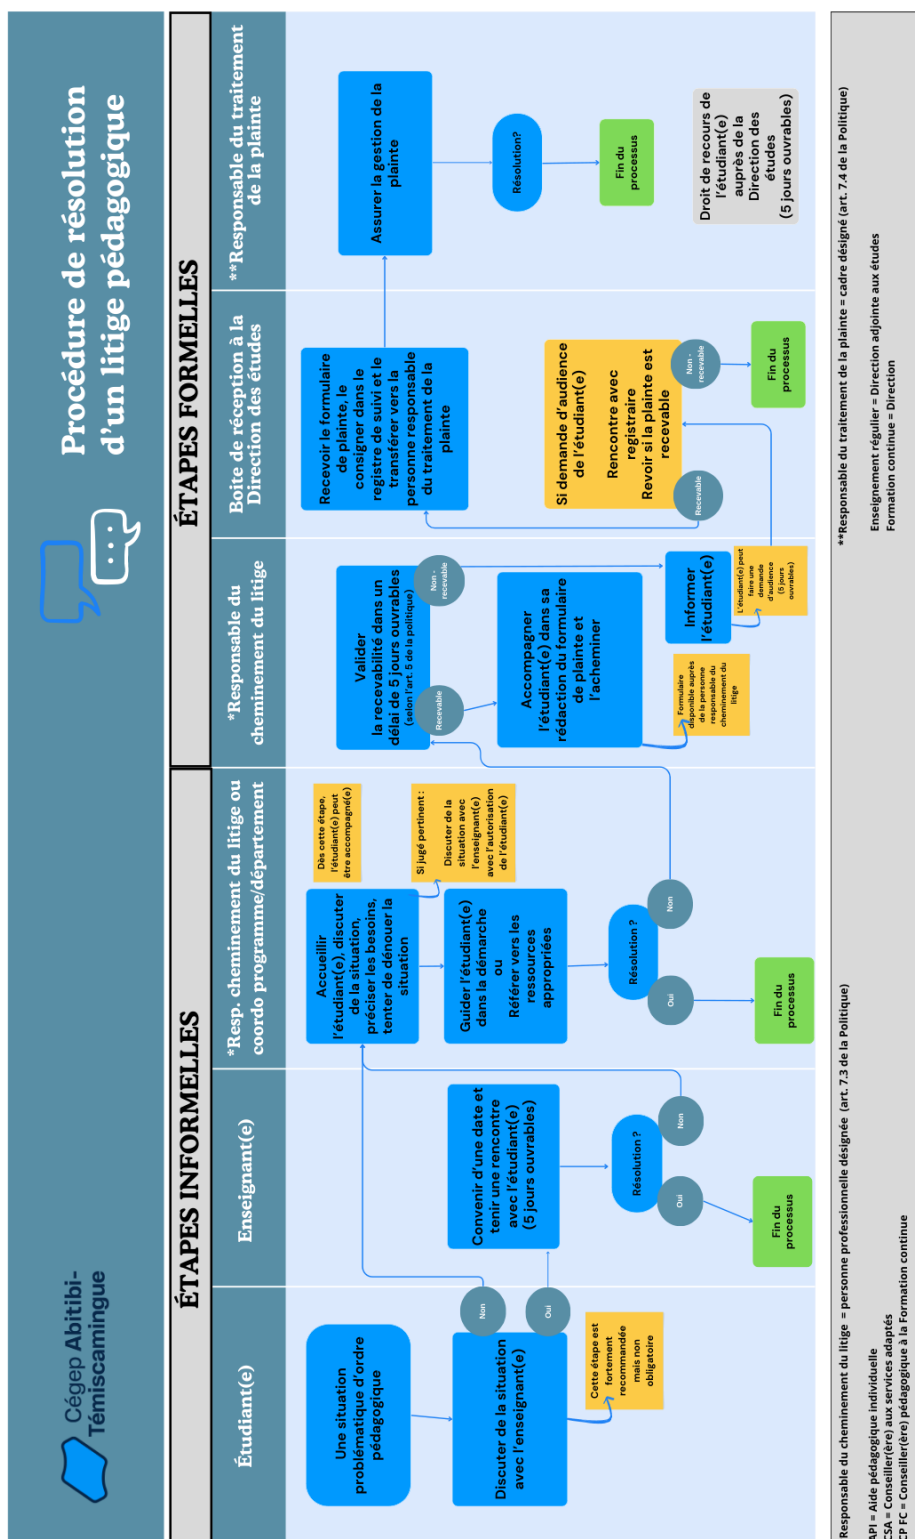 Cégep Abitibi-
Témiscamingue
Procédure de résolution
d'un litige pédagogique
ÉTAPES INFORMELLES
ÉTAPES FORMELLES
Étudiant(e)
Enseignant(e)
*Resp. cheminement du litige ou
coordo programme/département
*Responsable du
cheminement du litige
Boite de réception à la
Direction des études
**Responsable du traitement
de la plainte
Une situation
problématique d'ordre
pédagogique
Discuter de la situation
avec l'enseignant(e)
Non
Oui
Cette étape est
fortement
recommandée
mais non
obligatoire
Convenir d'une date et
tenir une rencontre
avec l'étudiant(e)
(5 jours ouvrables)
Résolution ?
Oui
Non
Fin du
processus
Accueillir
l'étudiant(e), discuter
de la situation,
préciser les besoins,
tenter de dénouer la
situation
Dès cette étape,
l'étudiant(e) peut
être accompagné(e)
Si jugé pertinent :
Discuter de la
situation avec
l'enseignant(e)
avec l'autorisation
de l'étudiant(e)
Guider l'étudiant(e)
dans la démarche
ou
Référer vers les
ressources
appropriées
Résolution ?
Oui
Non
Fin du
processus
Valider
la recevabilité dans un
délai de 5 jours ouvrables
(selon l'art. 5 de la politique)
Recevable
Non -
recevable
Accompagner
l'étudiant(e) dans sa
rédaction du formulaire
de plainte et
l'acheminer
Formulaire
disponible auprès
de la personne
responsable du
cheminement du
litige
Informer
l'étudiant(e)
L'étudiant(e) peut
faire une
demande
d'audience
(5 jours
ouvrables)
Recevoir le formulaire
de plainte, le
consigner dans le
registre de suivi et le
transférer vers la
personne responsable
du traitement de la
plainte
Si demande d'audience
de l'étudiant(e)
Rencontre avec
registraire
Revoir si la plainte est
recevable
Recevable
Non -
recevable
Fin du
processus
Assurer la gestion de la
plainte
Résolution?
Fin du
processus
Droit de recours de
l'étudiant(e)
auprès de la
Direction des
études
(5 jours ouvrables)
Responsable du cheminement du litige = personne professionnelle désignée (art. 7.3 de la Politique)
API = Aide pédagogique individuelle
CSA = Conseiller(ère) aux services adaptés
CP FC = Conseiller(ère) pédagogique à la Formation continue
**Responsable du traitement de la plainte = cadre désigné (art. 7.4 de la Politique)
Enseignement régulier = Direction adjointe aux études
Formation continue = Direction